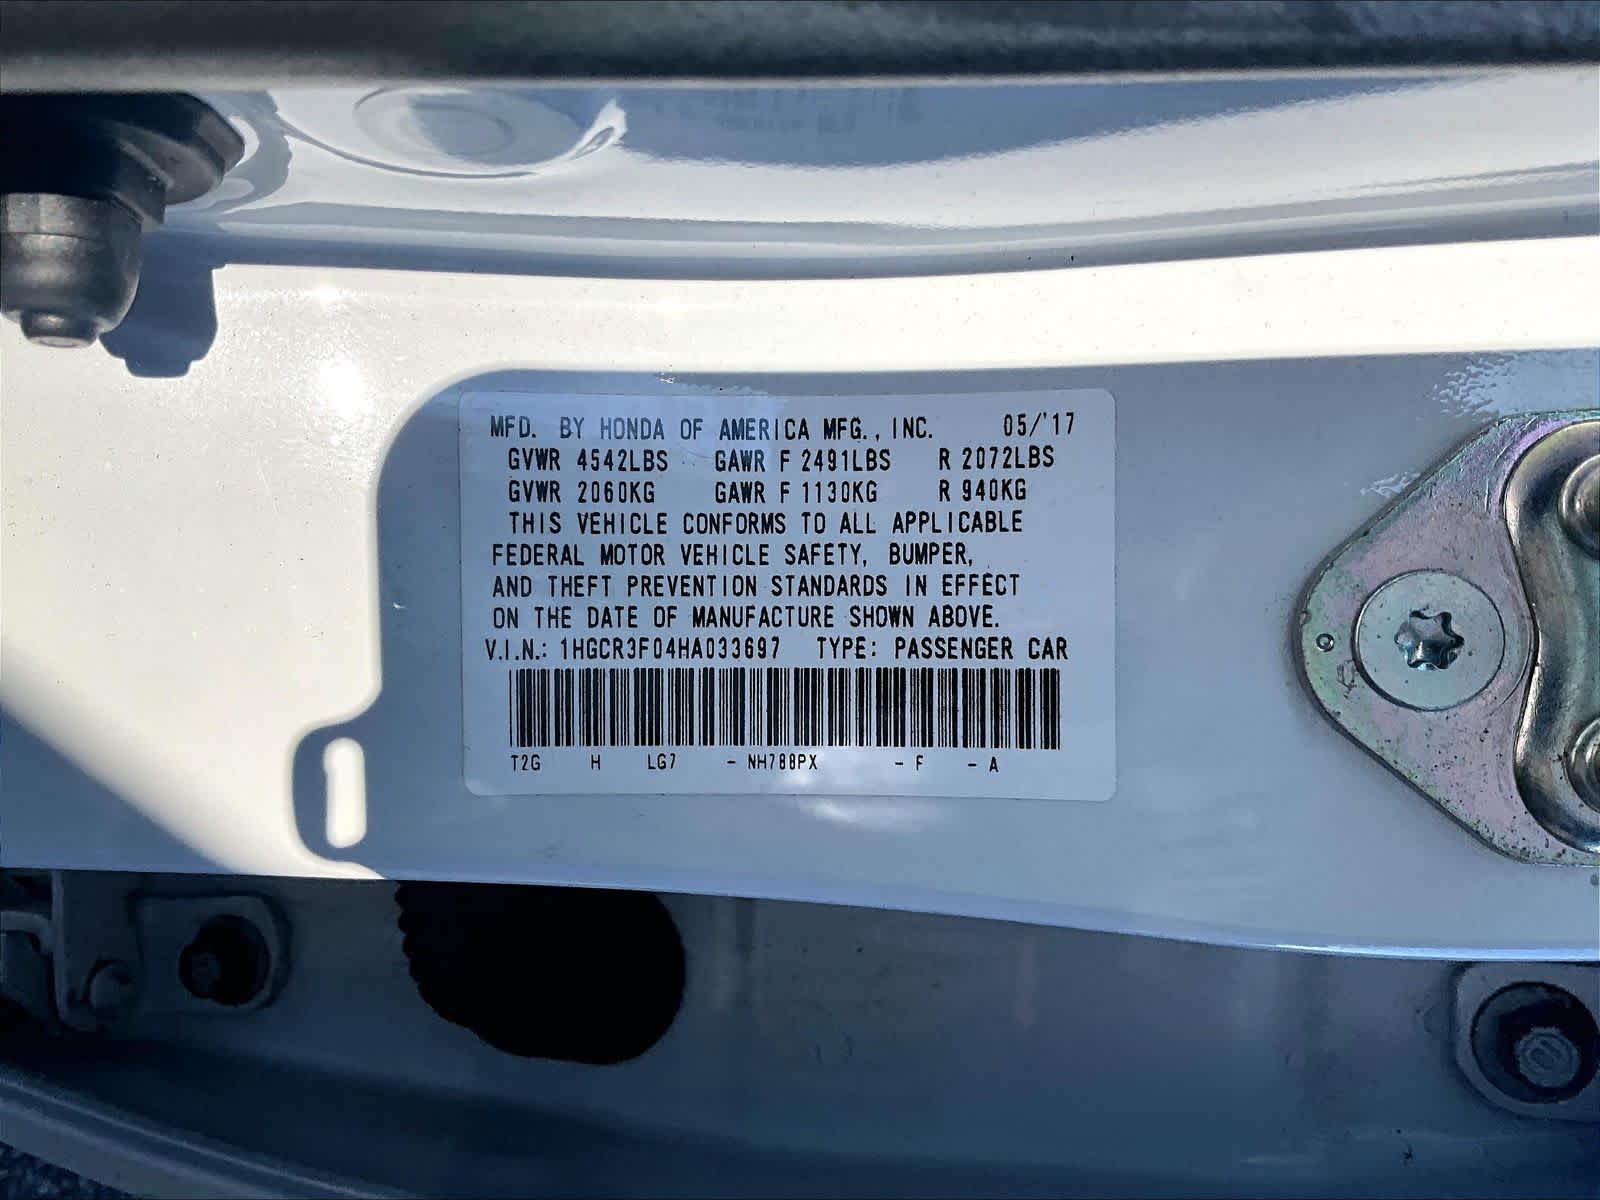 MFD. BY HONDA OF AMERICA MFG., INC. 05/'17
GVWR 4542LBS GAWR F 2491LBS R 2072LBS
GVWR 2060KG GAWR F 1130KG R 940KG
THIS VEHICLE CONFORMS TO ALL APPLICABLE
FEDERAL MOTOR VEHICLE SAFETY, BUMPER,
AND THEFT PREVENTION STANDARDS IN EFFECT
ON THE DATE OF MANUFACTURE SHOWN ABOVE.
V.I.N.: 1HGCR3F04HA033697 TYPE: PASSENGER CAR
T2G H LG7 - NH788PX - F - A